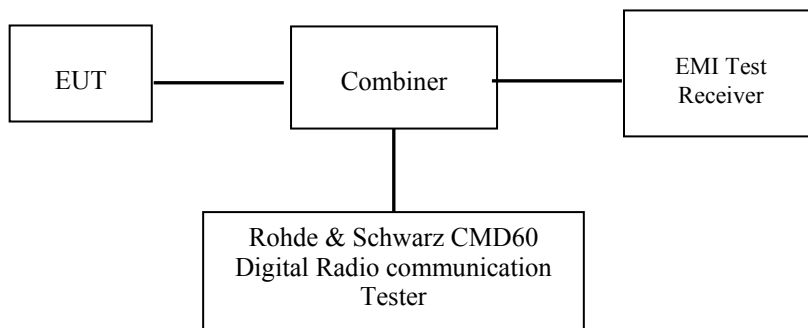 EUT
Combiner
EMI Test
Receiver
Rohde & Schwarz CMD60
Digital Radio communication
Tester